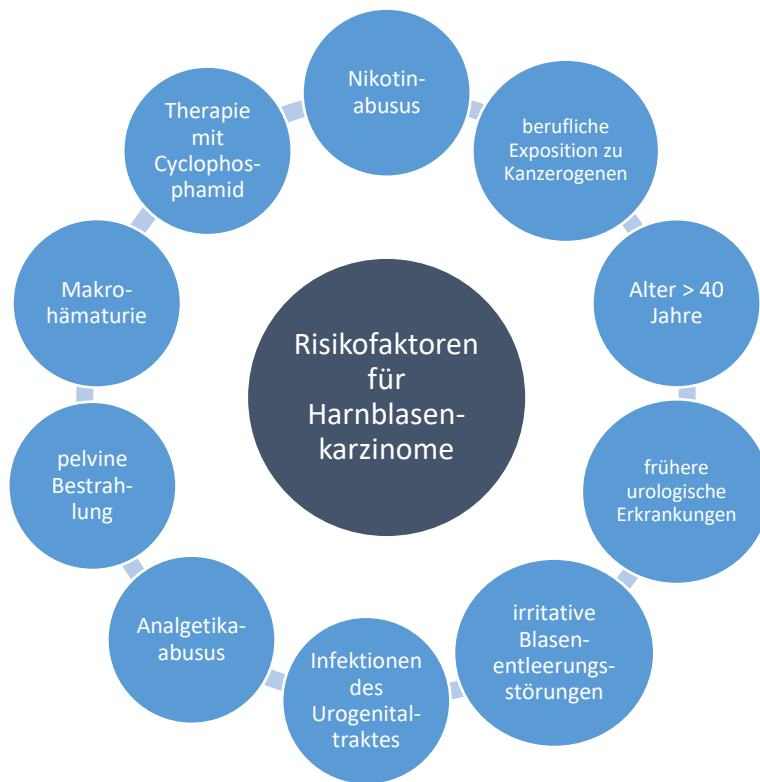 Risikofaktoren
für
Harnblasen-
karzinome
Nikotin-
abusus
berufliche
Exposition zu
Kanzerogenen
Alter > 40
Jahre
frühere
urologische
Erkrankungen
irritative
Blasen-
entleerungs-
störungen
Infektionen
des
Urogenital-
traktes
Analgetika-
abusus
pelvine
Bestrah-
lung
Makro-
hämaturie
Therapie
mit
Cyclophos-
phamid